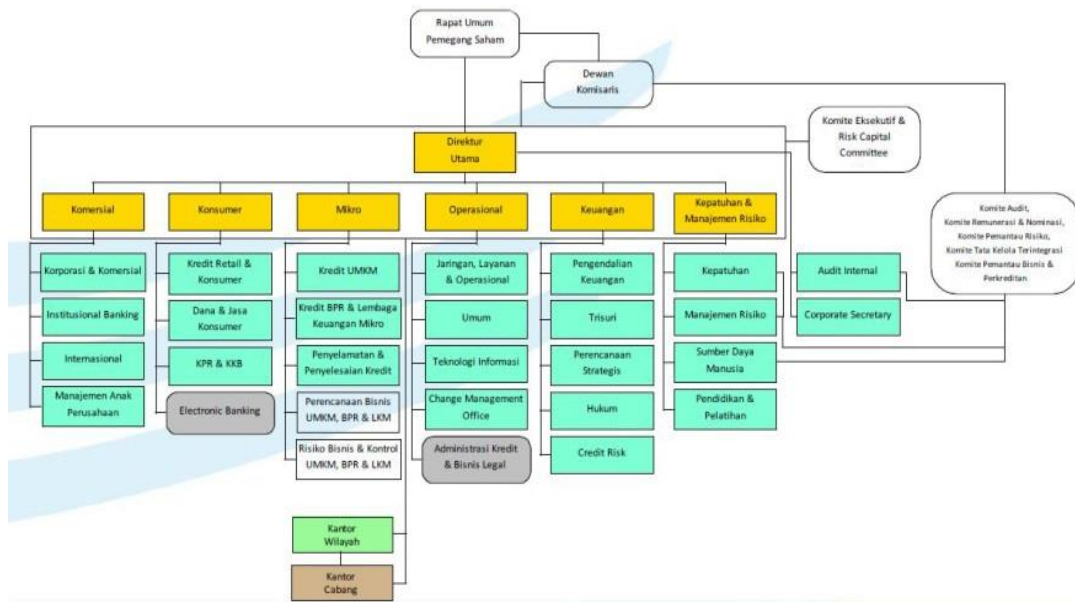 Rapat Umum
Pemegang Saham
Dewan
Komisaris
Komite Eksekutif &
Risk Capital
Committee
Direktur
Utama
Komersial
Konsumer
Mikro
Operasional
Keuangan
Kepatuhan &
Manajemen Risiko
Komite Audit,
Komite Remunerasi & Nominasi,
Komite Pemantau Risiko,
Komite Tata Kelola Terintegrasi
Komite Pemantau Bisnis &
Perkreditan
Korporasi & Komersial
Institusional Banking
Internasional
Manajemen Anak
Perusahaan
Kredit Retail &
Konsumer
Dana & Jasa
Konsumer
KPR & KKB
Electronic Banking
Kredit UMKM
Kredit BPR & Lembaga
Keuangan Mikro
Penyelamatan &
Penyelesaian Kredit
Perencanaan Bisnis
UMKM, BPR & LKM
Risiko Bisnis & Kontrol
UMKM, BPR & LKM
Jaringan, Layanan
& Operasional
Umum
Teknologi Informasi
Change Management
Office
Administrasi Kredit
& Bisnis Legal
Pengendalian
Keuangan
Trisuri
Perencanaan
Strategis
Hukum
Credit Risk
Kepatuhan
Manajemen Risiko
Sumber Daya
Manusia
Pendidikan &
Pelatihan
Audit Internal
Corporate Secretary
Kantor
Wilayah
Kantor
Cabang